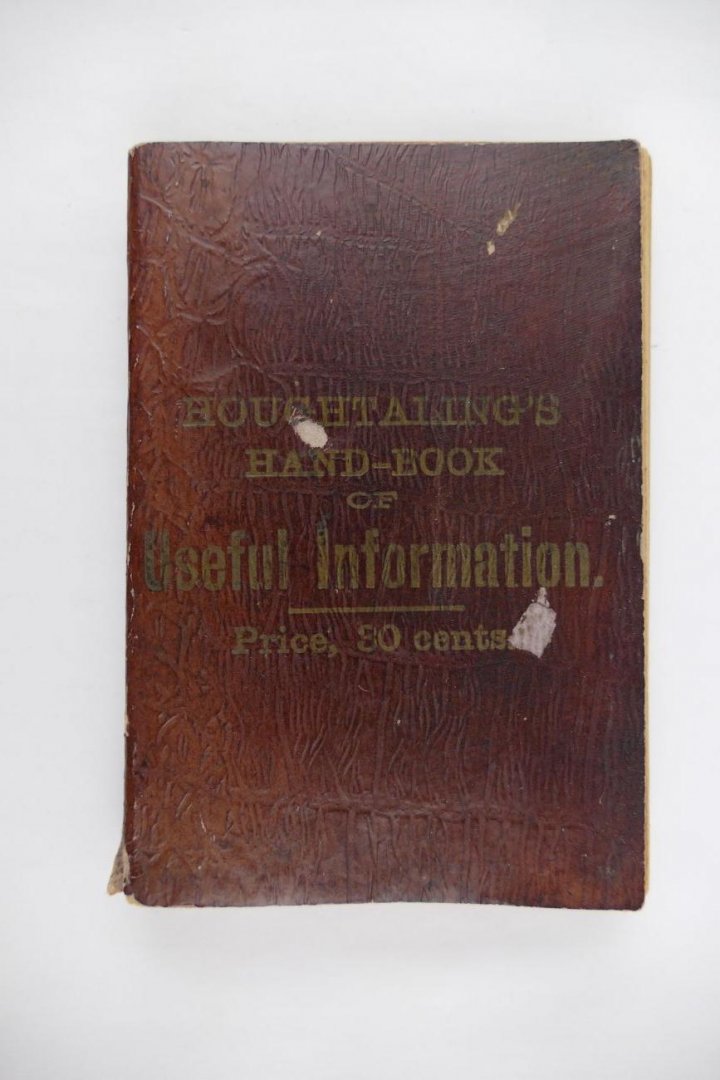 HOUGHTALING'S
HAND-BOOK
OF
Useful Information.
Price, 30 cents.